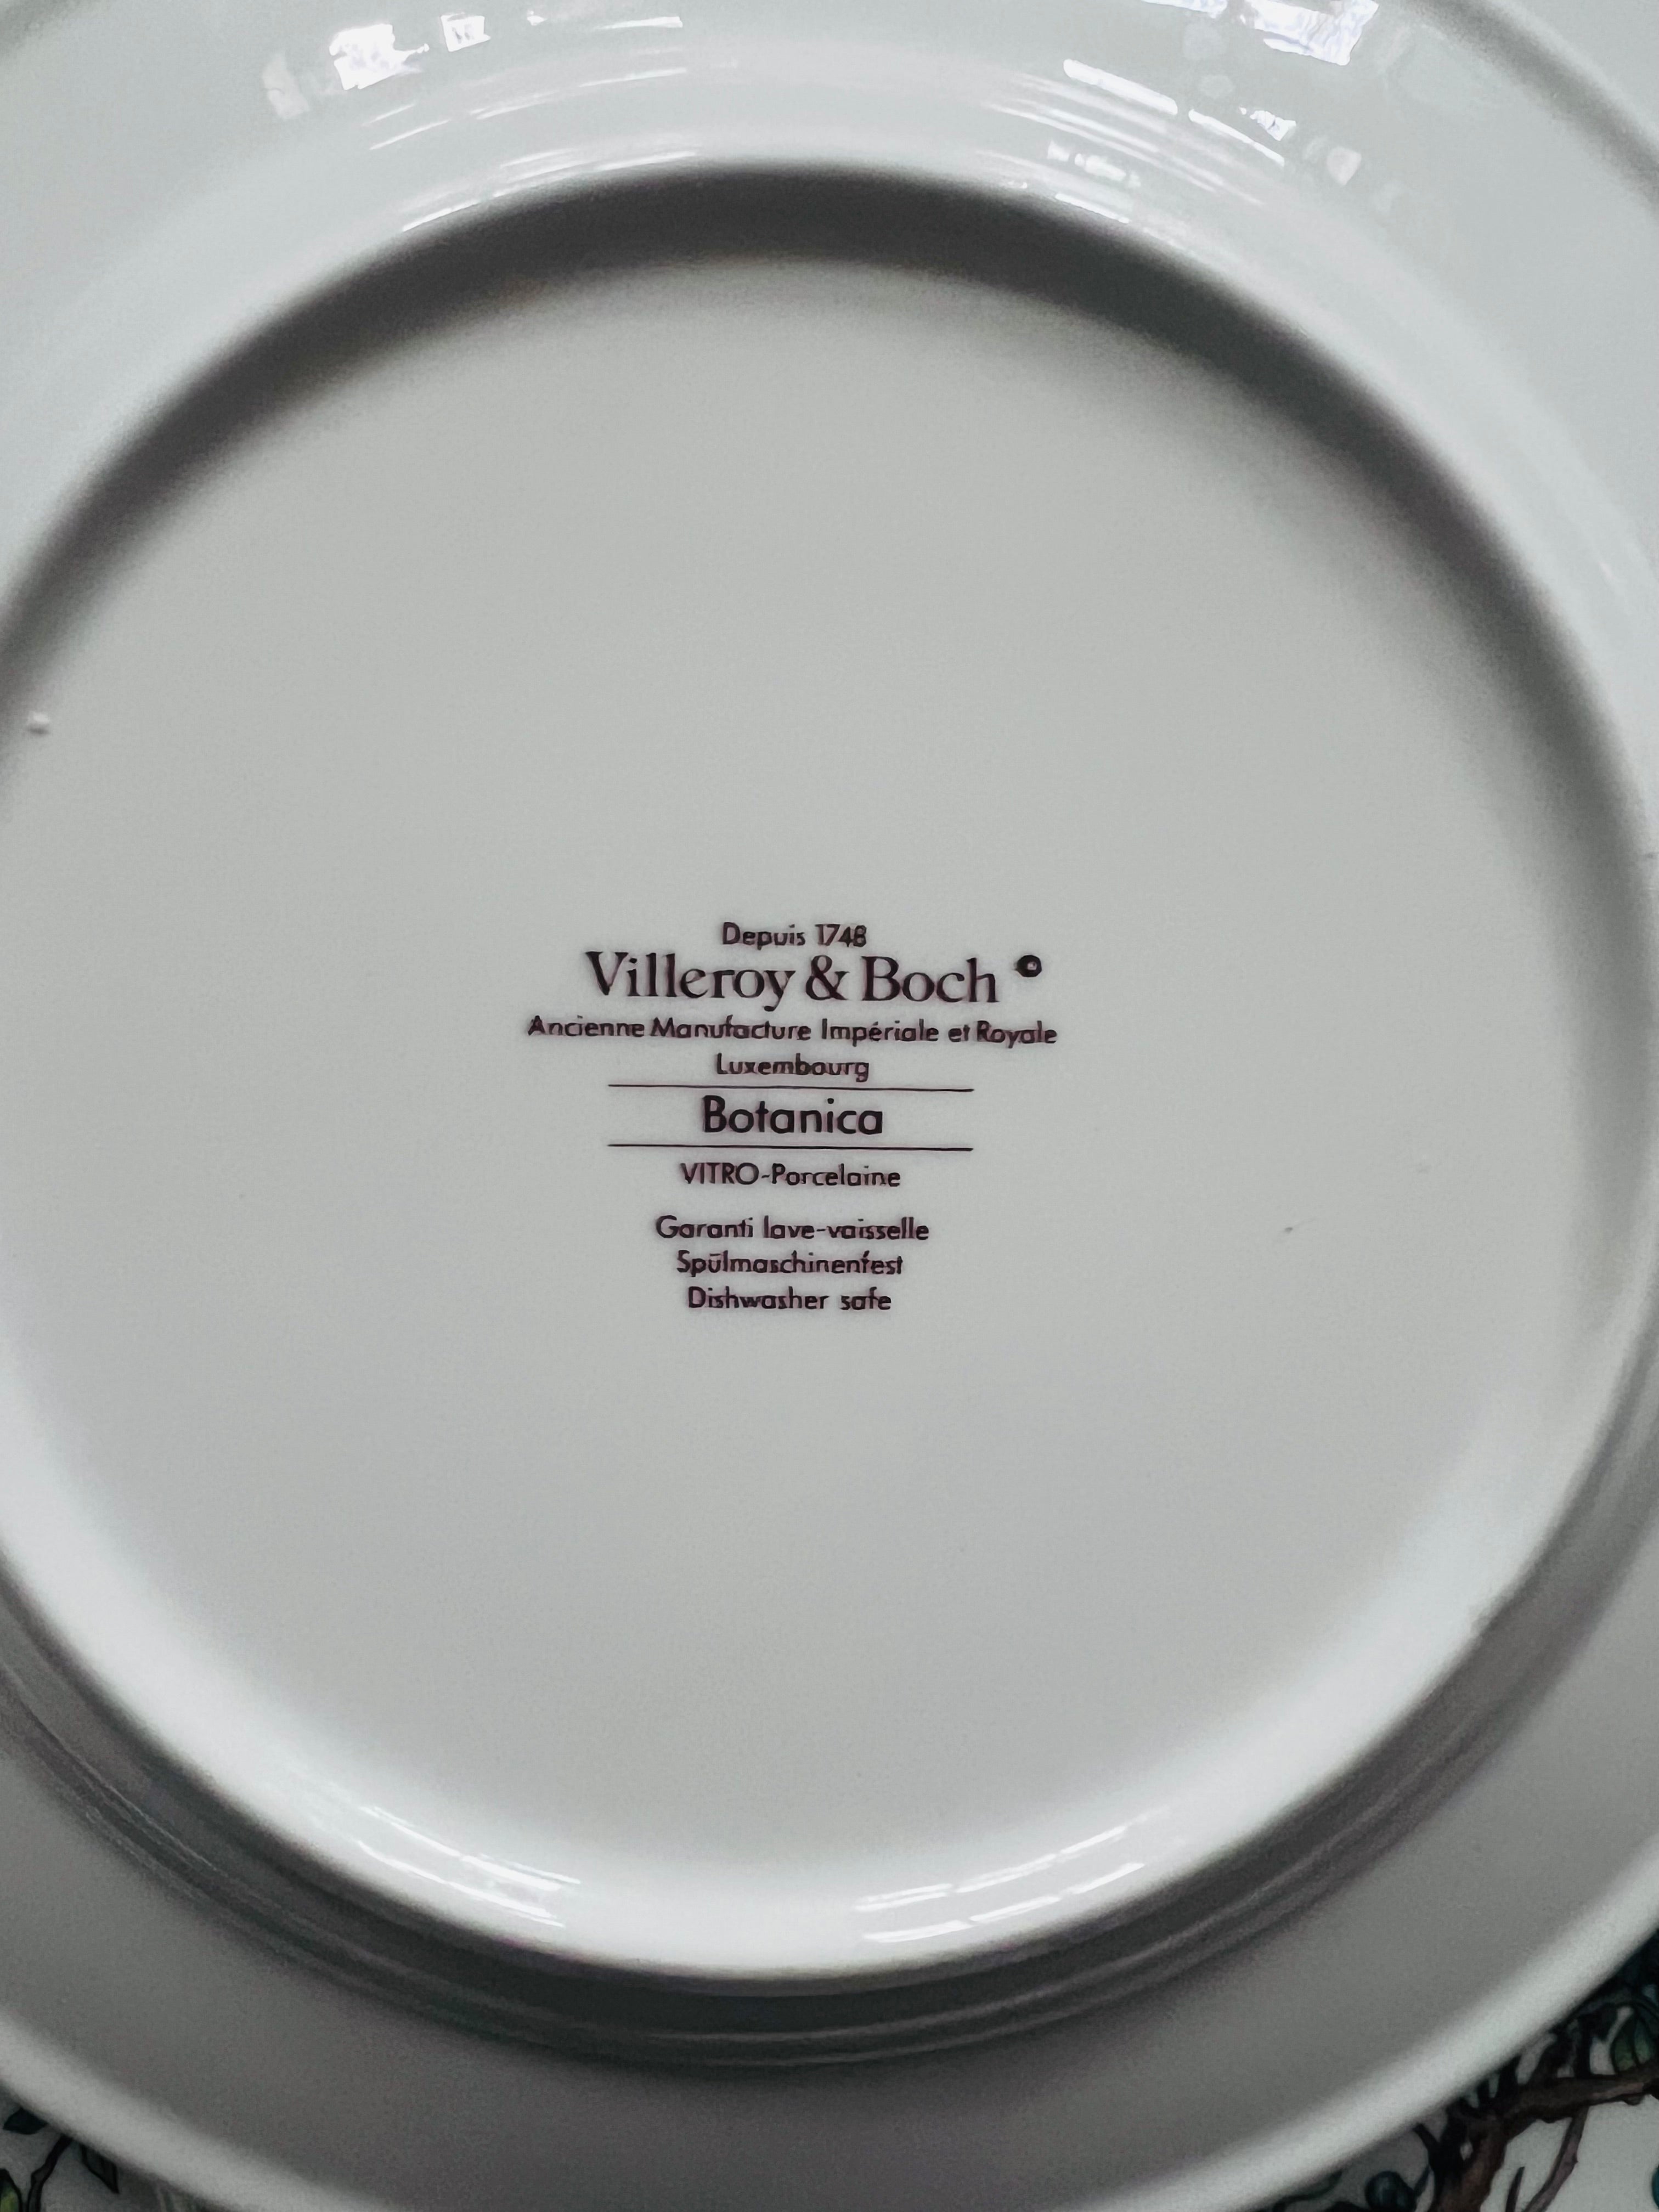 Depuis 1748
Villeroy & Boch ©
Ancienne Manufacture Impériale et Royale
Luxembourg
Botanica
VITRO-Porcelaine
Garanti lave-vaisselle
Spülmaschinenfest
Dishwasher safe